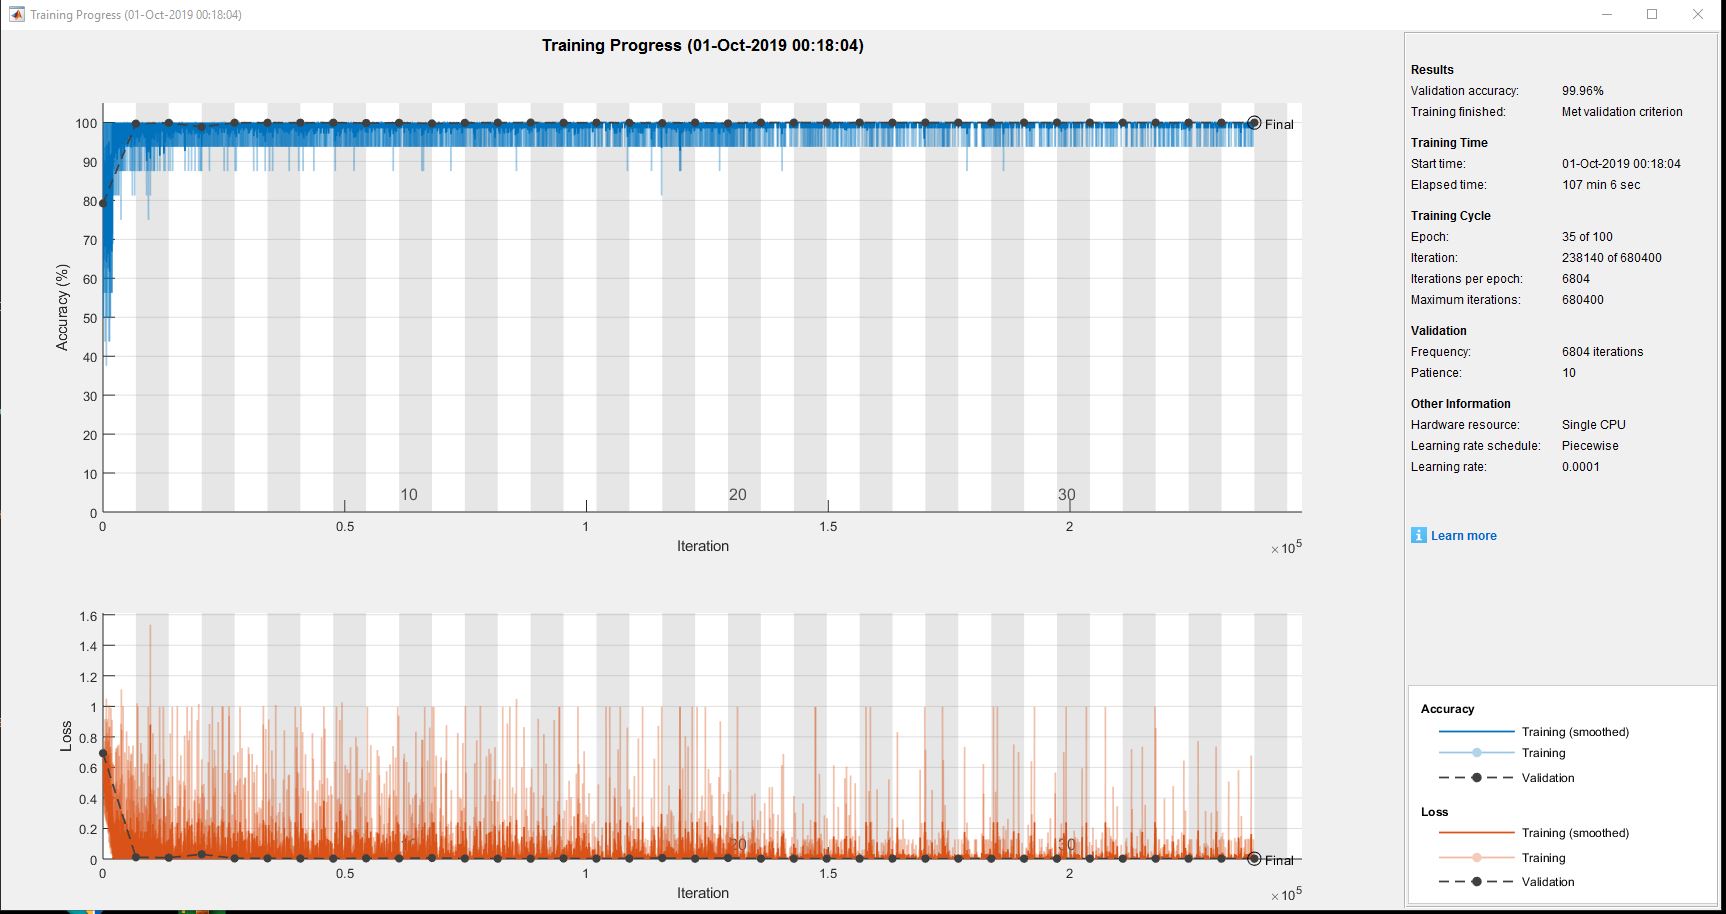 Training Progress (01-Oct-2019 00:18:04)
Training Progress (01-Oct-2019 00:18:04)
100
90
80
70
60
50
40
30
20
10
0
Accuracy (%)
Final
10
20
30
0
0.5
1
1.5
2
Iteration
×10^5
1.6
1.4
1.2
1
0.8
0.6
0.4
0.2
0
Loss
20
30
Final
0
0.5
1
1.5
2
Iteration
×10^5
Results
Validation accuracy: 99.96%
Training finished: Met validation criterion
Training Time
Start time: 01-Oct-2019 00:18:04
Elapsed time: 107 min 6 sec
Training Cycle
Epoch: 35 of 100
Iteration: 238140 of 680400
Iterations per epoch: 6804
Maximum iterations: 680400
Validation
Frequency: 6804 iterations
Patience: 10
Other Information
Hardware resource: Single CPU
Learning rate schedule: Piecewise
Learning rate: 0.0001
i Learn more
Accuracy
Training (smoothed)
Training
Validation
Loss
Training (smoothed)
Training
Validation